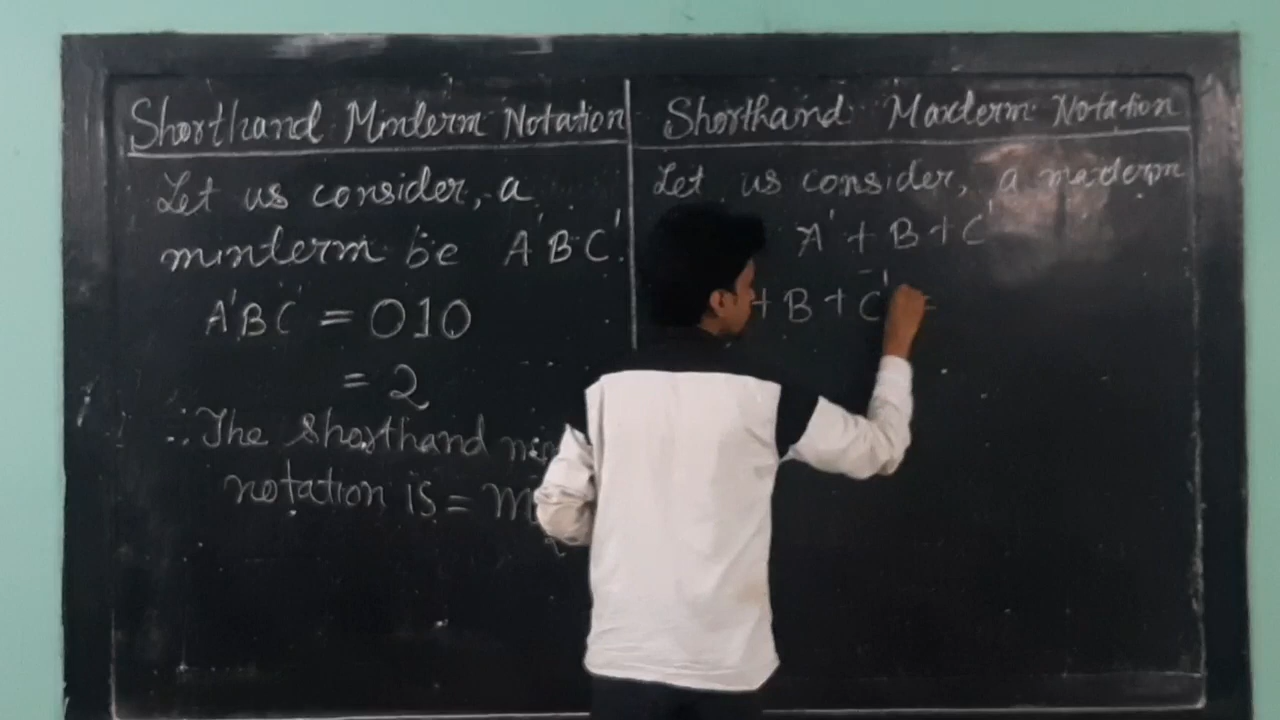 Shorthand Minterm Notation
Let us consider, a
minterm be A'BC'.
A'BC' = 010
= 2
∴ The Shorthand
notation is = m
Shorthand Maxterm Notation
Let us consider, a maxterm
A' + B + C'
+ B + C' =